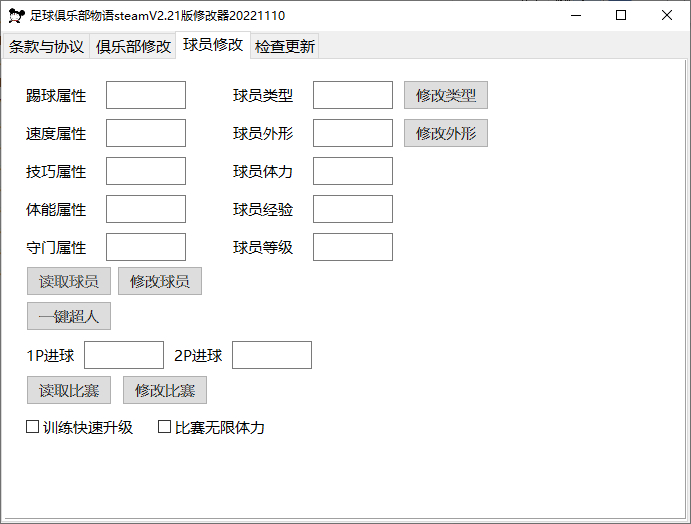 足球俱乐部物语steamV2.21版修改器20221110
条款与协议 俱乐部修改 球员修改 检查更新
踢球属性 球员类型 修改类型
速度属性 球员外形 修改外形
技巧属性 球员体力
体能属性 球员经验
守门属性 球员等级
读取球员 修改球员
一键超人
1P进球 2P进球
读取比赛 修改比赛
训练快速升级 比赛无限体力